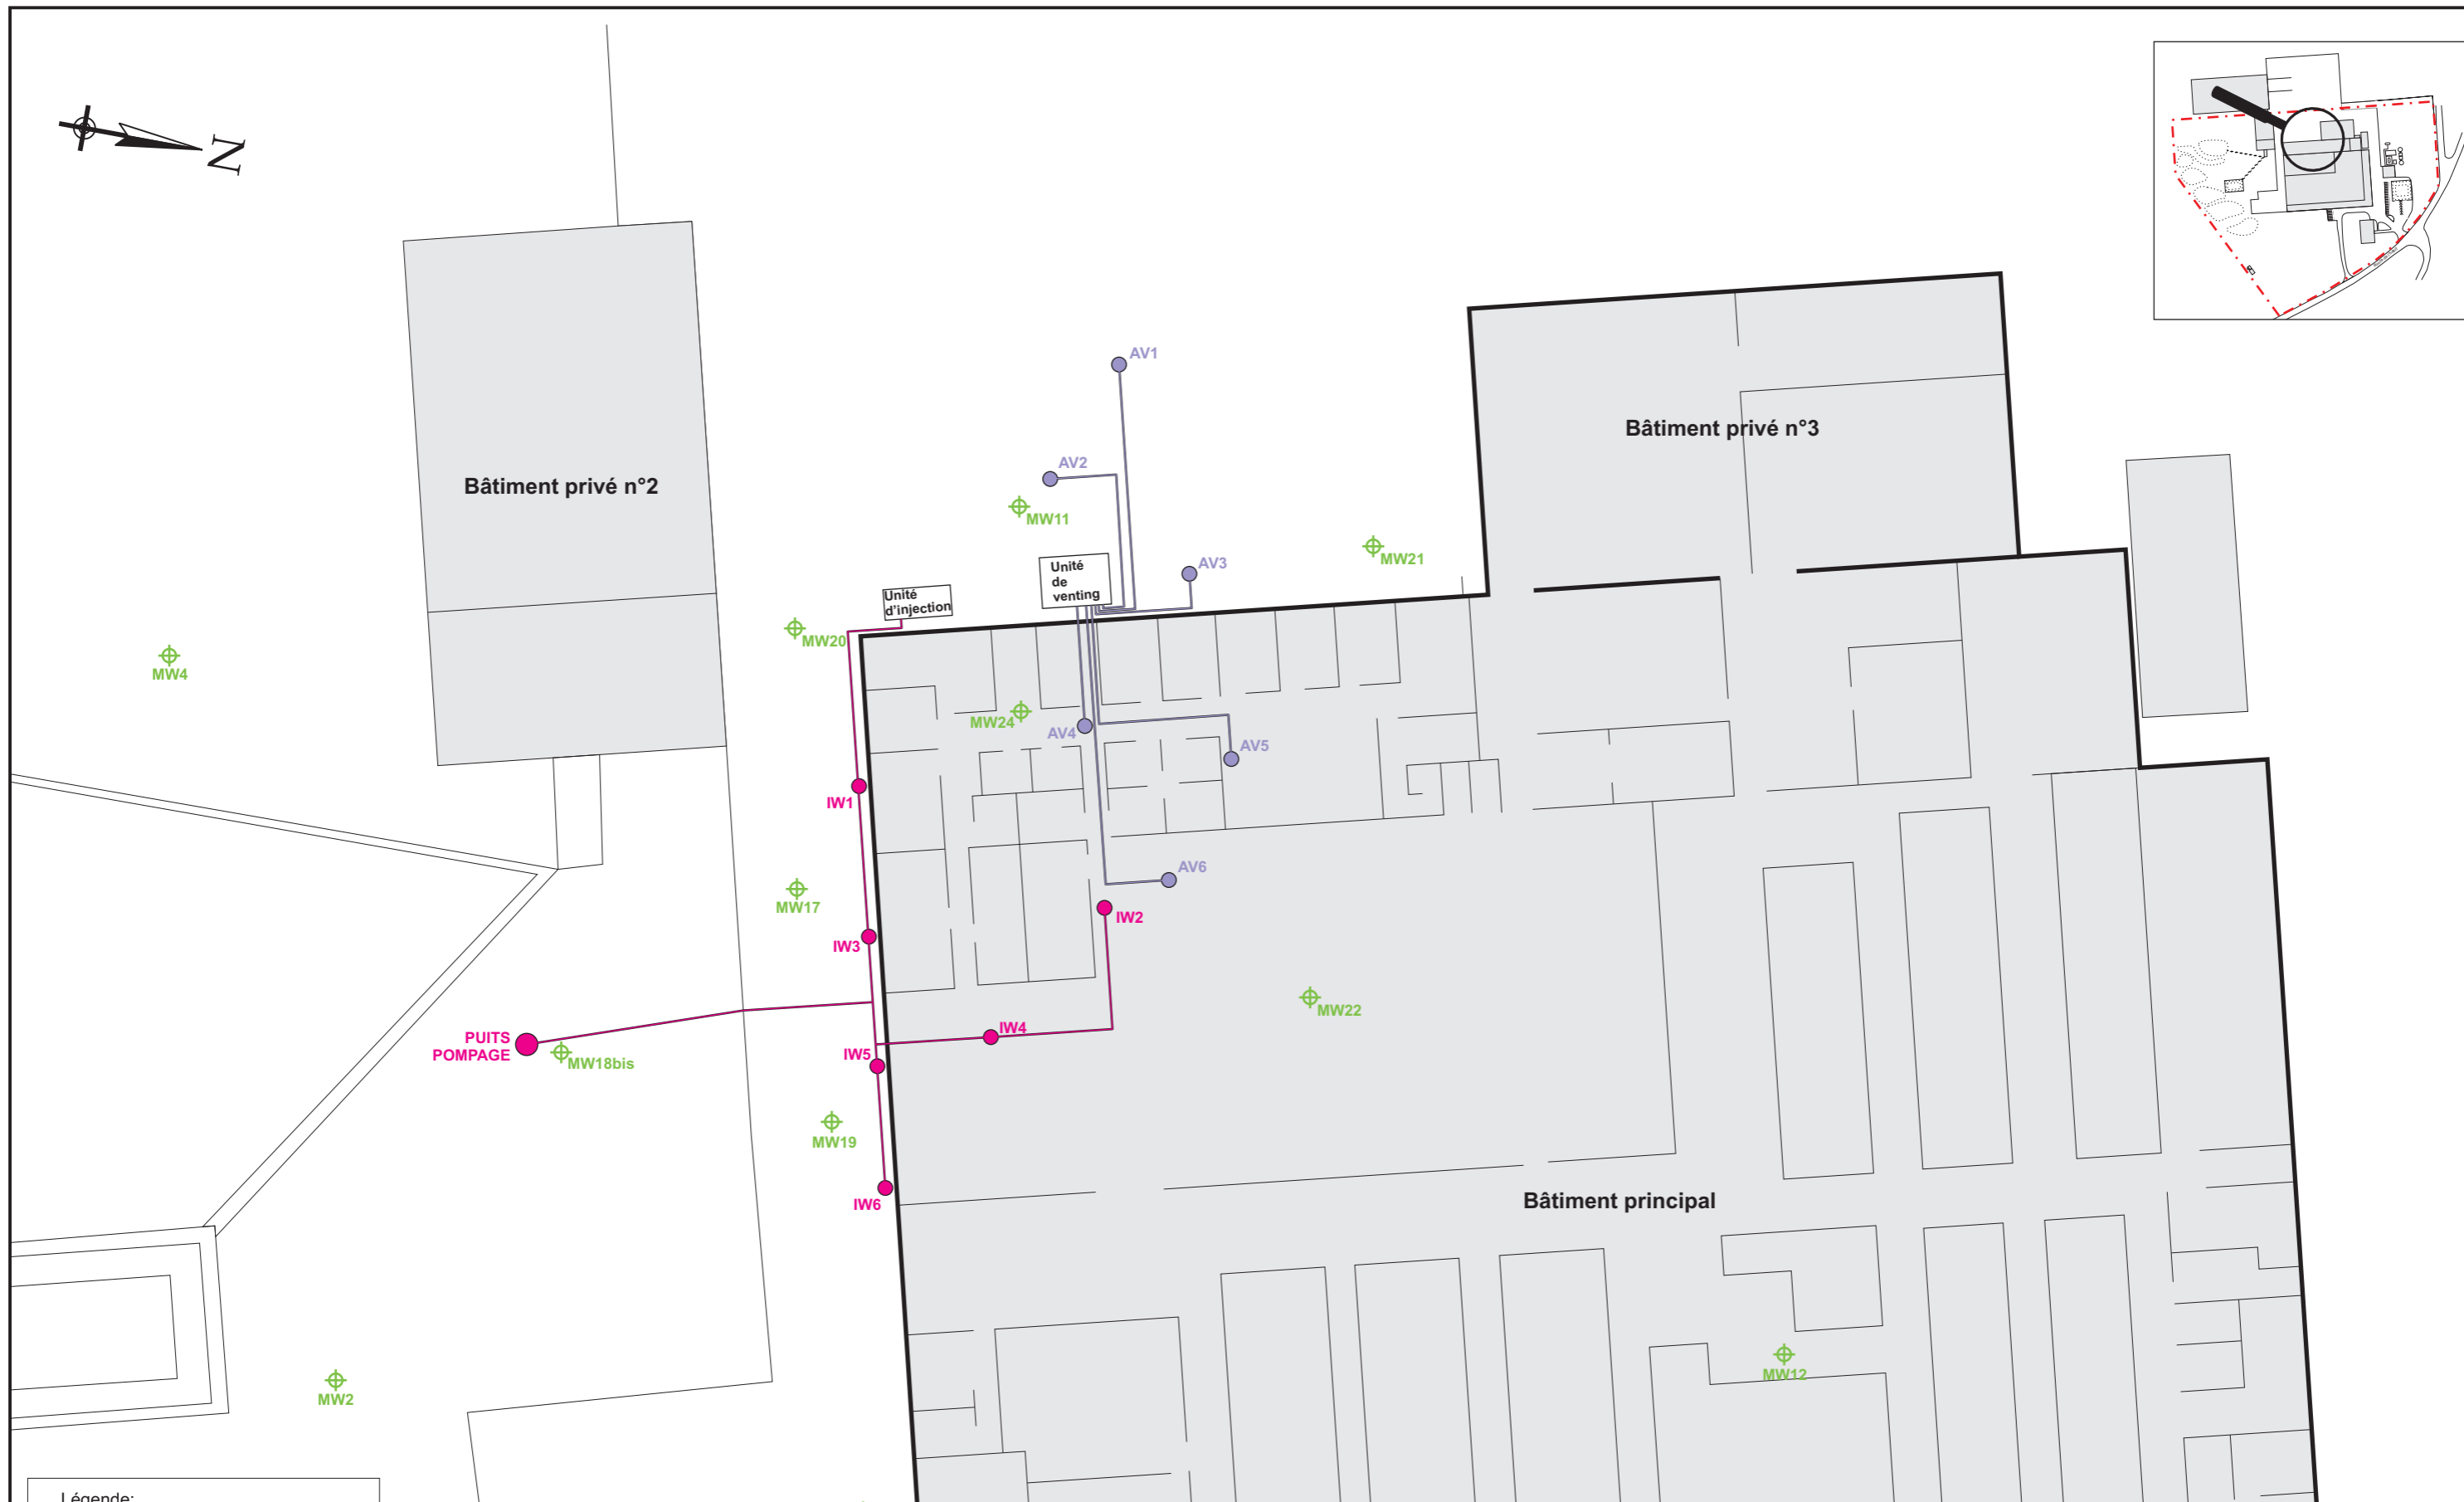 N
AV1
Bâtiment privé n°3
AV2
Bâtiment privé n°2
MW11
MW21
AV3
Unité
de
venting
Unité
d'injection
MW20
MW4
MW24
AV4
AV5
IW1
AV6
MW17
IW2
IW3
MW22
IW4
PUITS
POMPAGE
MW18bis
IW5
MW19
IW6
Bâtiment principal
MW12
MW2
Légende: